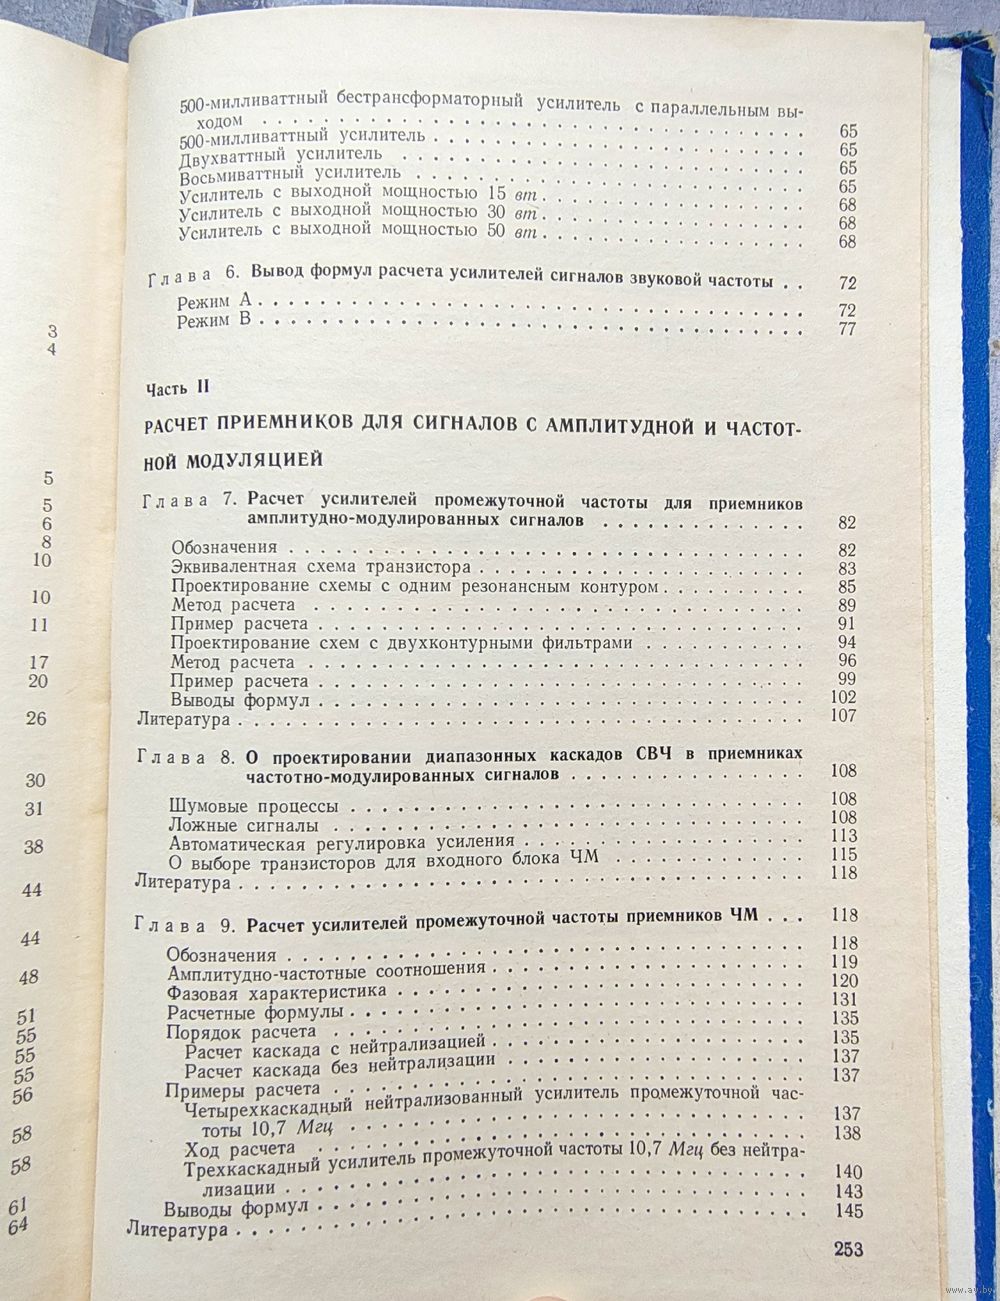 500-милливаттный бестрансформаторный усилитель с параллельным вы-
ходом . . . 65
500-милливаттный усилитель . . . 65
Двухваттный усилитель . . . 65
Восьмиваттный усилитель . . . 65
Усилитель с выходной мощностью 15 вт . . . 68
Усилитель с выходной мощностью 30 вт . . . 68
Усилитель с выходной мощностью 50 вт . . . 68
Глава 6. Вывод формул расчета усилителей сигналов звуковой частоты . . 72
Режим А . . . 72
Режим В . . . 77
Часть II
РАСЧЕТ ПРИЕМНИКОВ ДЛЯ СИГНАЛОВ С АМПЛИТУДНОЙ И ЧАСТОТ-
НОЙ МОДУЛЯЦИЕЙ
Глава 7. Расчет усилителей промежуточной частоты для приемников
амплитудно-модулированных сигналов . . . 82
Обозначения . . . 82
Эквивалентная схема транзистора . . . 83
Проектирование схемы с одним резонансным контуром . . . 85
Метод расчета . . . 89
Пример расчета . . . 91
Проектирование схем с двухконтурными фильтрами . . . 94
Метод расчета . . . 96
Пример расчета . . . 99
Выводы формул . . . 102
Литература . . . 107
Глава 8. О проектировании диапазонных каскадов СВЧ в приемниках
частотно-модулированных сигналов . . . 108
Шумовые процессы . . . 108
Ложные сигналы . . . 108
Автоматическая регулировка усиления . . . 113
О выборе транзисторов для входного блока ЧМ . . . 115
Литература . . . 118
Глава 9. Расчет усилителей промежуточной частоты приемников ЧМ . . . 118
Обозначения . . . 118
Амплитудно-частотные соотношения . . . 119
Фазовая характеристика . . . 120
Расчетные формулы . . . 131
Порядок расчета . . . 135
Расчет каскада с нейтрализацией . . . 135
Расчет каскада без нейтрализации . . . 137
Примеры расчета . . . 137
Четырехкаскадный нейтрализованный усилитель промежуточной час-
тоты 10,7 Мгц . . . 137
Ход расчета . . . 138
Трехкаскадный усилитель промежуточной частоты 10,7 Мгц без нейтра-
лизации . . . 140
Выводы формул . . . 143
Литература . . . 145
253
3
4
5
5
6
8
10
10
11
17
20
26
30
31
38
44
44
48
51
55
55
55
56
58
58
61
64
www.ay.by